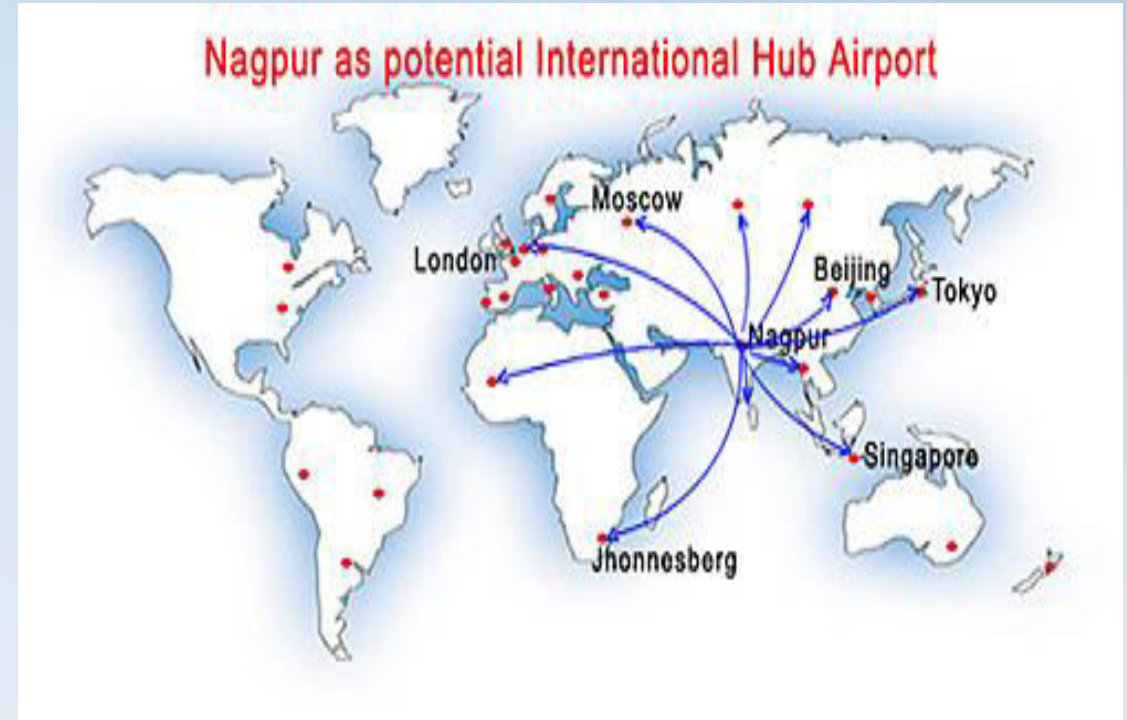 Nagpur as potential International Hub Airport
Moscow
London
Beijing
Tokyo
Nagpur
Singapore
Jhonnesberg